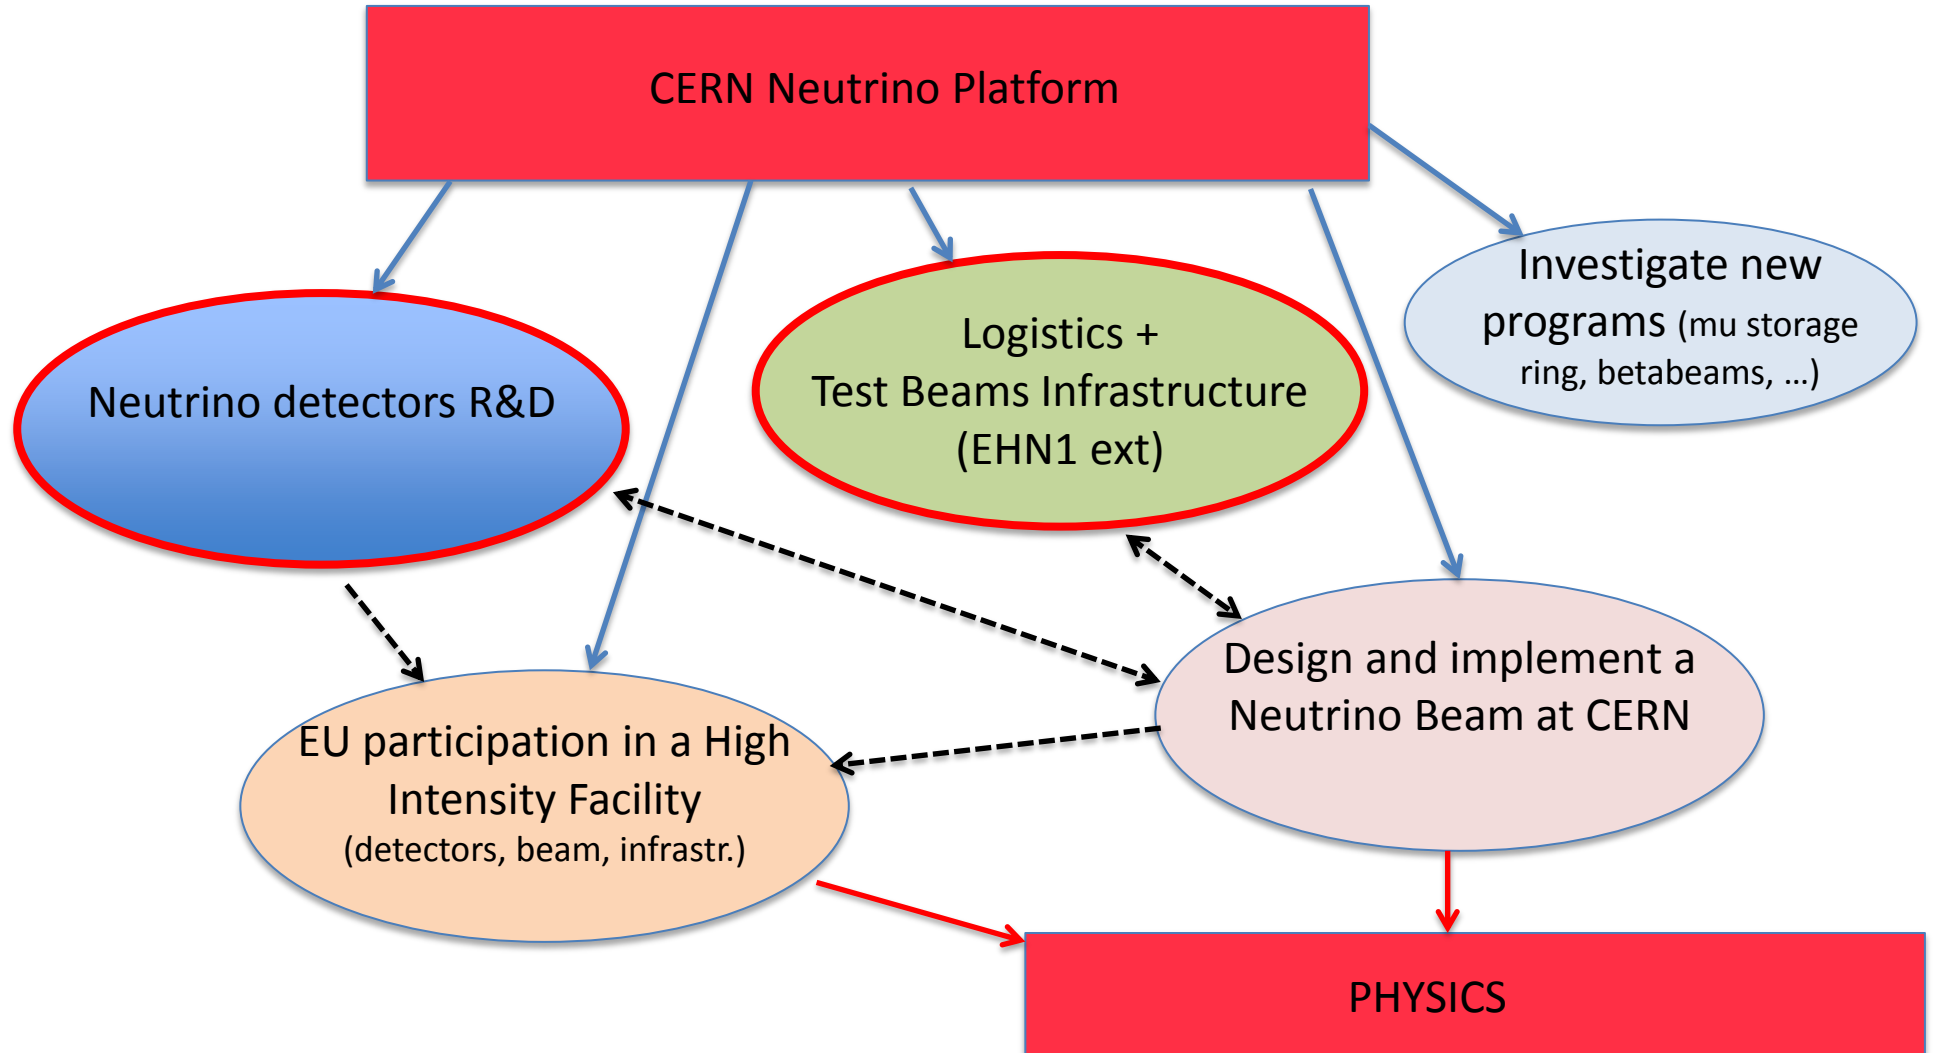 CERN Neutrino Platform
Investigate new
programs (mu storage
ring, betabeams, ...)
Logistics +
Test Beams Infrastructure
(EHN1 ext)
Neutrino detectors R&D
Design and implement a
Neutrino Beam at CERN
EU participation in a High
Intensity Facility
(detectors, beam, infrastr.)
PHYSICS